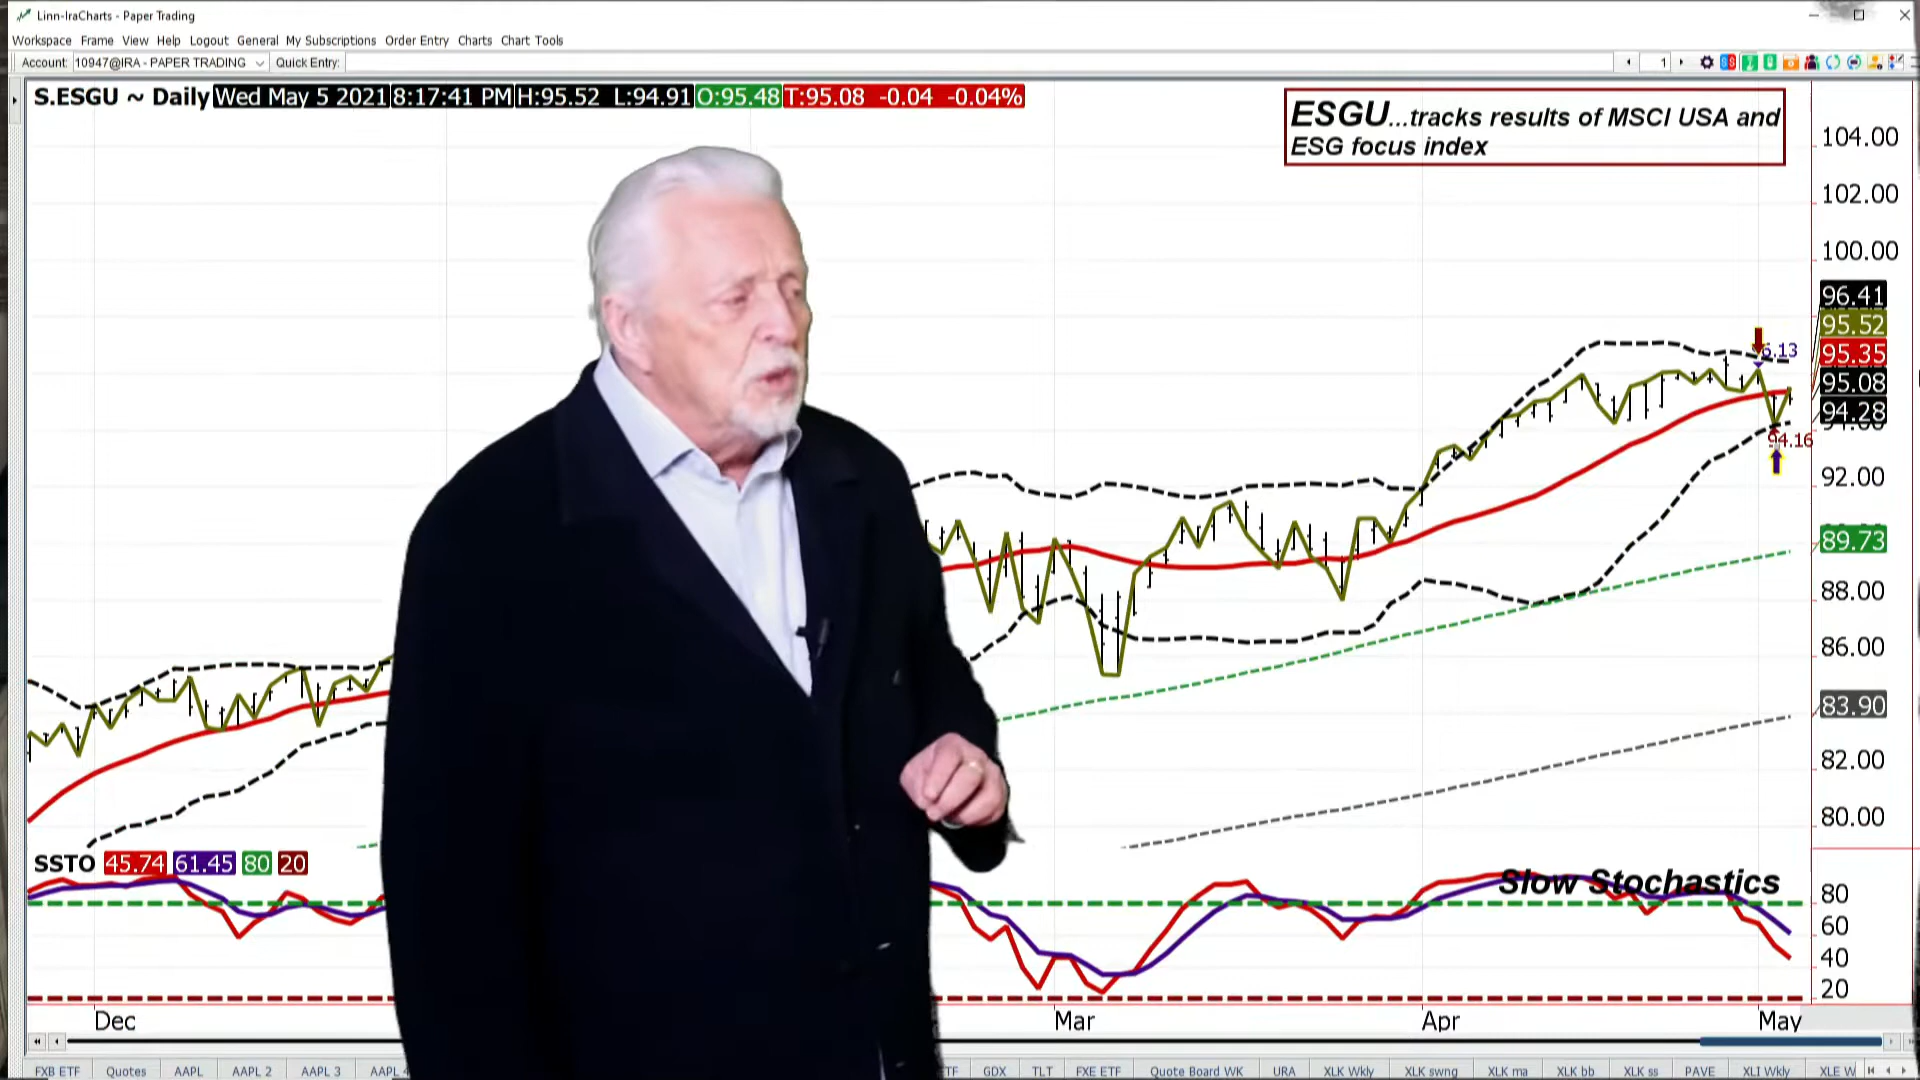 Linn-IraCharts - Paper Trading
Workspace Frame View Help Logout General My Subscriptions Order Entry Charts Chart Tools
Account: 10947@IRA - PAPER TRADING Quick Entry: 1
S.ESGU ~ Daily Wed May 5 2021 8:17:41 PM H:95.52 L:94.91 O:95.48 T:95.08 -0.04 -0.04%
ESGU...tracks results of MSCI USA and
ESG focus index
104.00
102.00
100.00
96.41
95.52
95.35
95.08
94.28
94.16
92.00
89.73
88.00
86.00
83.90
82.00
80.00
SSTO 45.74 61.45 80 20
Slow Stochastics
80
60
40
20
Dec Mar Apr May
FXB ETF Quotes AAPL AAPL 2 AAPL 3 GDX TLT FXE ETF Quote Board WK URA XLK Wkly XLK swng XLK ma XLK bb XLK ss PAVE XLI Wkly